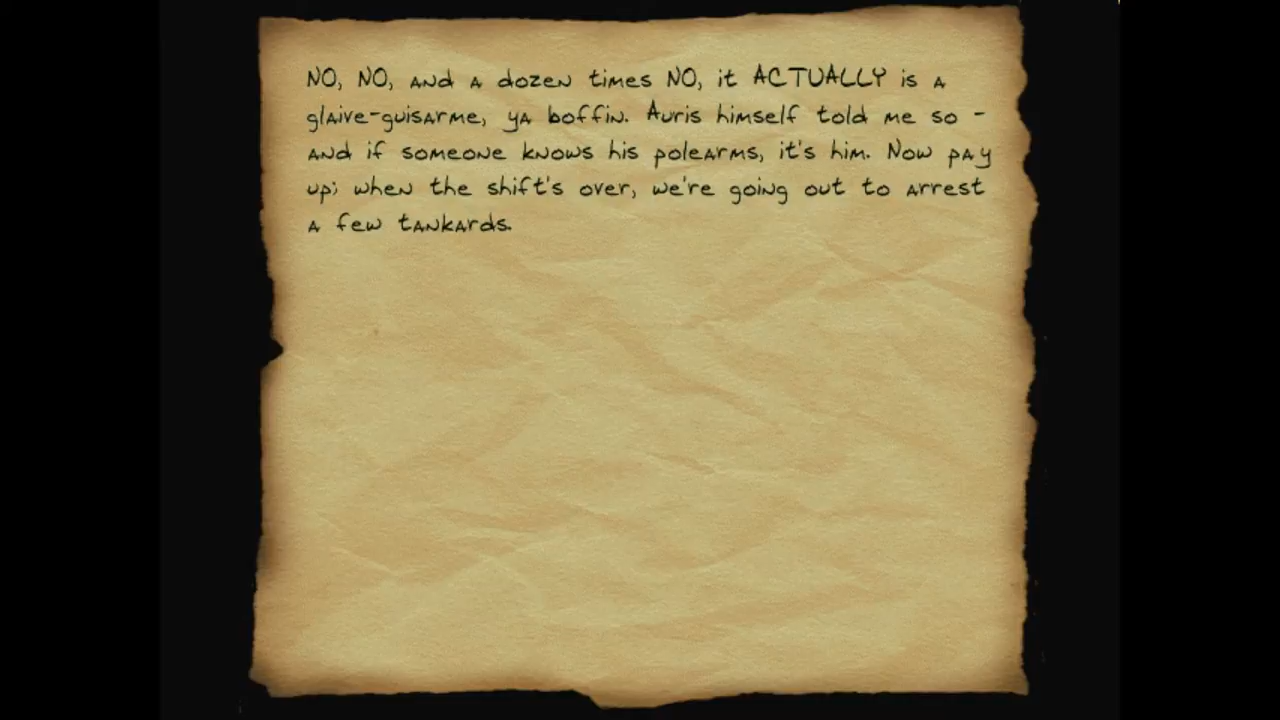 NO, NO, and a dozen times NO, it ACTUALLY is a
glaive-guisarme, ya boffin. Auris himself told me so -
and if someone knows his polearms, it's him. Now pay
up; when the shift's over, we're going out to arrest
a few tankards.